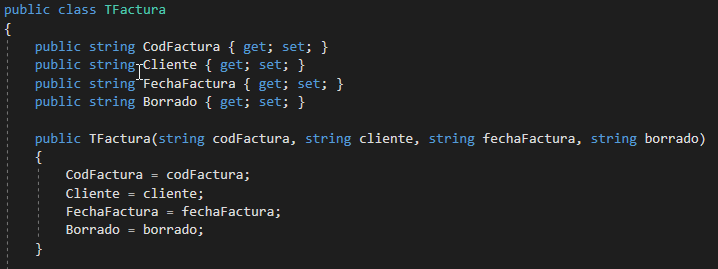 public class TFactura
{
public string CodFactura { get; set; }
public string Cliente { get; set; }
public string FechaFactura { get; set; }
public string Borrado { get; set; }
public TFactura(string codFactura, string cliente, string fechaFactura, string borrado)
{
CodFactura = codFactura;
Cliente = cliente;
FechaFactura = fechaFactura;
Borrado = borrado;
}